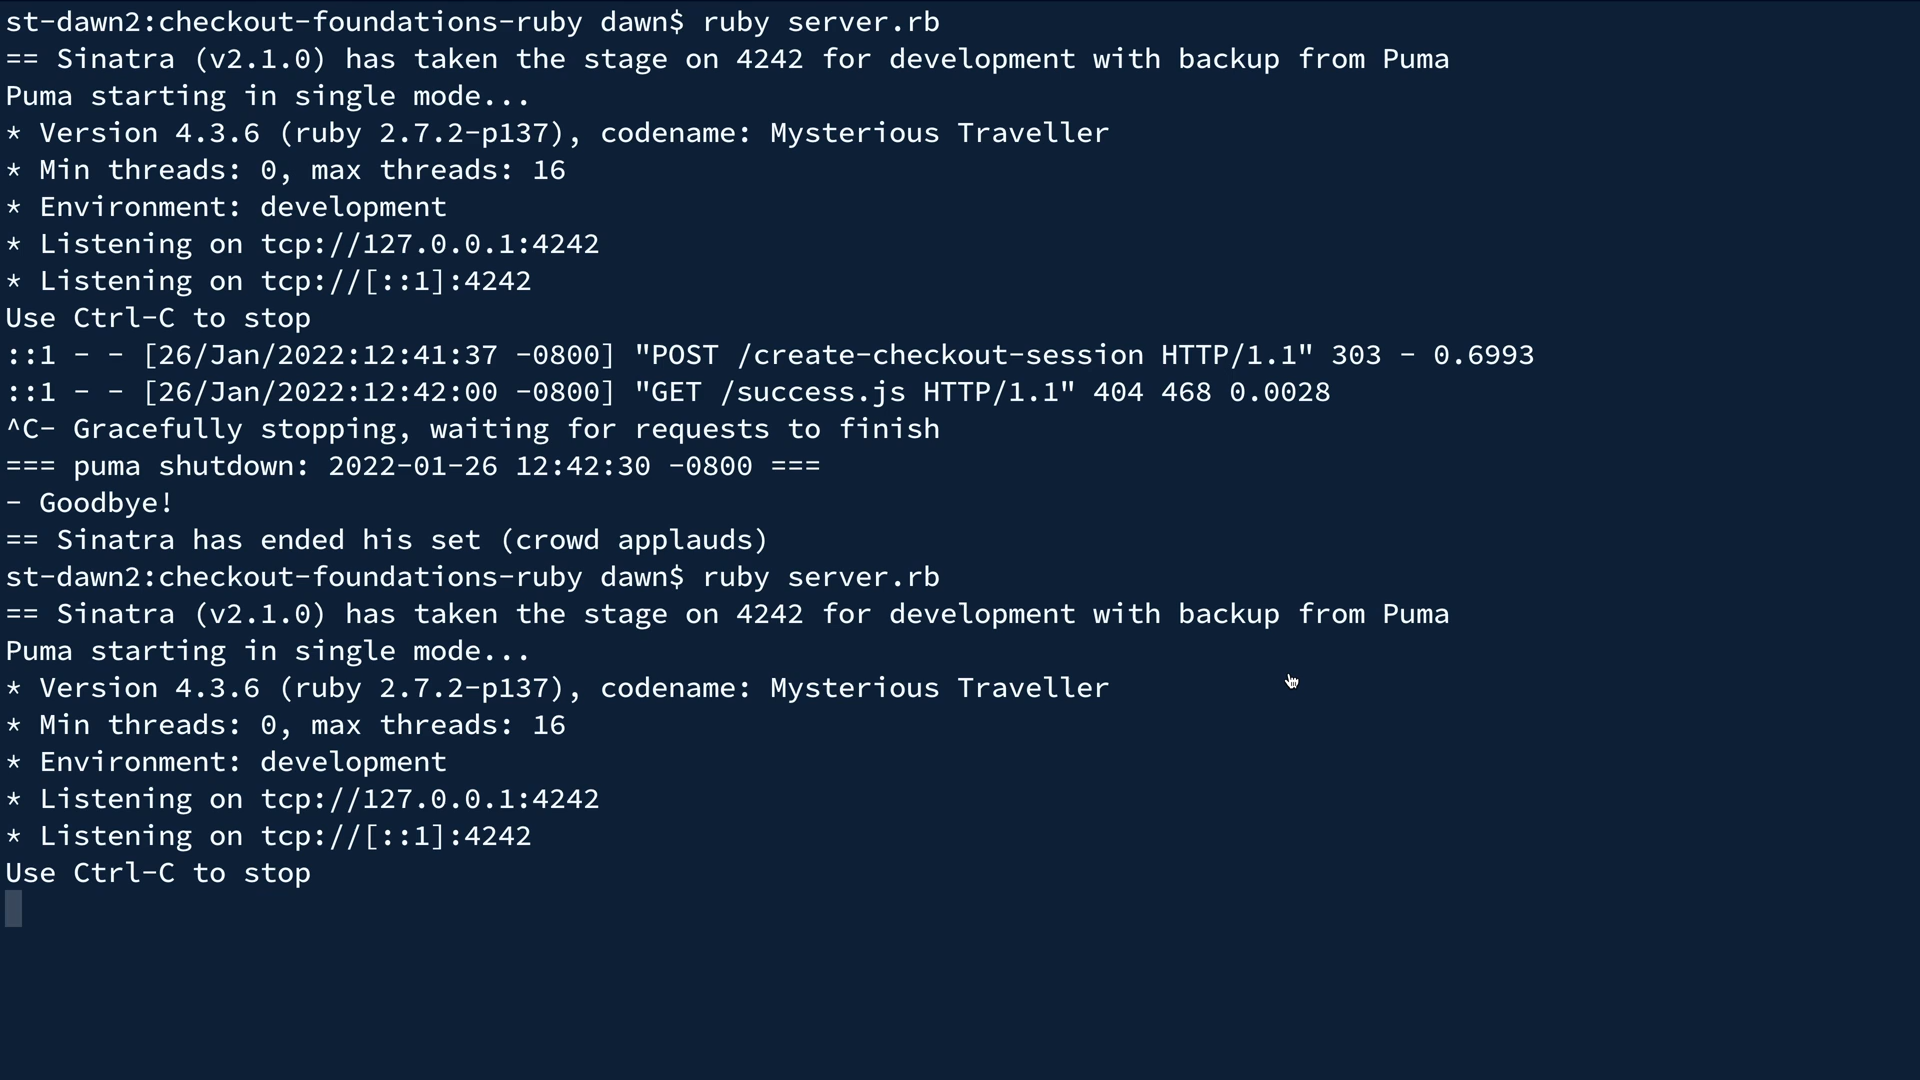 st-dawn2:checkout-foundations-ruby dawn$ ruby server.rb
== Sinatra (v2.1.0) has taken the stage on 4242 for development with backup from Puma
Puma starting in single mode...
* Version 4.3.6 (ruby 2.7.2-p137), codename: Mysterious Traveller
* Min threads: 0, max threads: 16
* Environment: development
* Listening on tcp://127.0.0.1:4242
* Listening on tcp://[::1]:4242
Use Ctrl-C to stop
::1 - - [26/Jan/2022:12:41:37 -0800] "POST /create-checkout-session HTTP/1.1" 303 - 0.6993
::1 - - [26/Jan/2022:12:42:00 -0800] "GET /success.js HTTP/1.1" 404 468 0.0028
^C- Gracefully stopping, waiting for requests to finish
=== puma shutdown: 2022-01-26 12:42:30 -0800 ===
- Goodbye!
== Sinatra has ended his set (crowd applauds)
st-dawn2:checkout-foundations-ruby dawn$ ruby server.rb
== Sinatra (v2.1.0) has taken the stage on 4242 for development with backup from Puma
Puma starting in single mode...
* Version 4.3.6 (ruby 2.7.2-p137), codename: Mysterious Traveller
* Min threads: 0, max threads: 16
* Environment: development
* Listening on tcp://127.0.0.1:4242
* Listening on tcp://[::1]:4242
Use Ctrl-C to stop